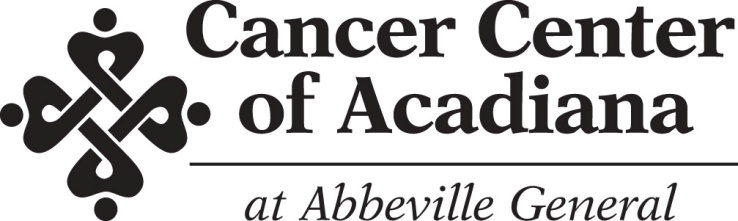 Cancer Center
of Acadiana
at Abbeville General